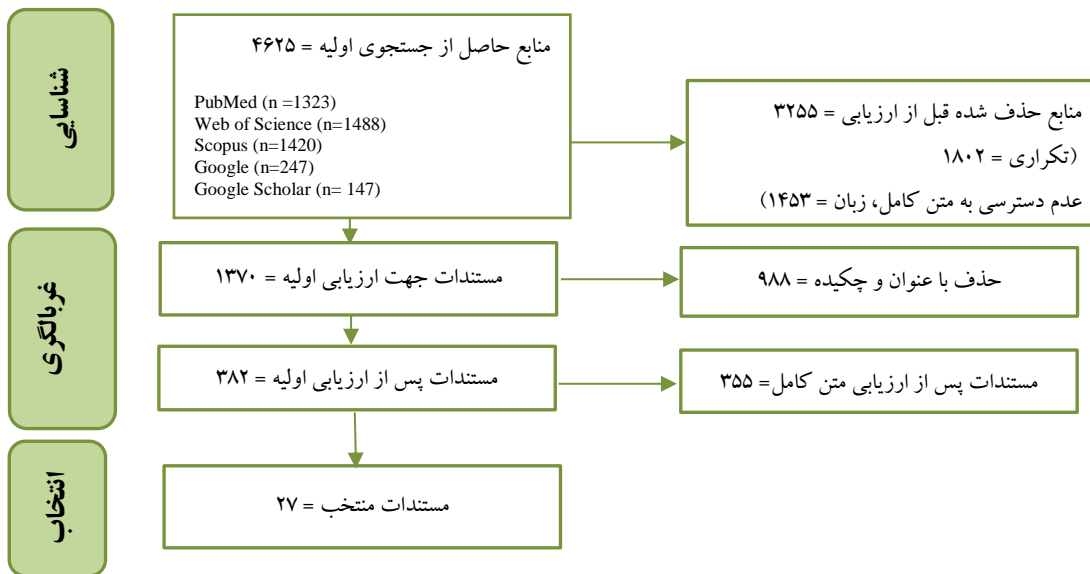 شناسایی
منابع حاصل از جستجوی اولیه = ۴۶۲۵
PubMed (n =1323)
Web of Science (n=1488)
Scopus (n=1420)
Google (n=247)
Google Scholar (n= 147)
منابع حذف شده قبل از ارزیابی = ۳۲۵۵
(تکراری = ۱۸۰۲
عدم دسترسی به متن کامل، زبان = ۱۴۵۳)
غربالگری
مستندات جهت ارزیابی اولیه = ۱۳۷۰
حذف با عنوان و چکیده = ۹۸۸
مستندات پس از ارزیابی اولیه = ۳۸۲
مستندات پس از ارزیابی متن کامل= ۳۵۵
انتخاب
مستندات منتخب = ۲۷